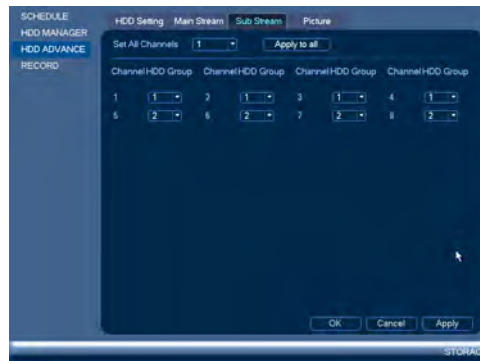 SCHEDULE
HDD MANAGER
HDD ADVANCE
RECORD
HDD Setting Main Stream Sub Stream Picture
Set All Channels 1 Apply to all
Channel HDD Group Channel HDD Group Channel HDD Group Channel HDD Group
1 1 2 1 3 1 4 1
5 2 6 2 7 2 8 2
OK Cancel Apply
STORAG